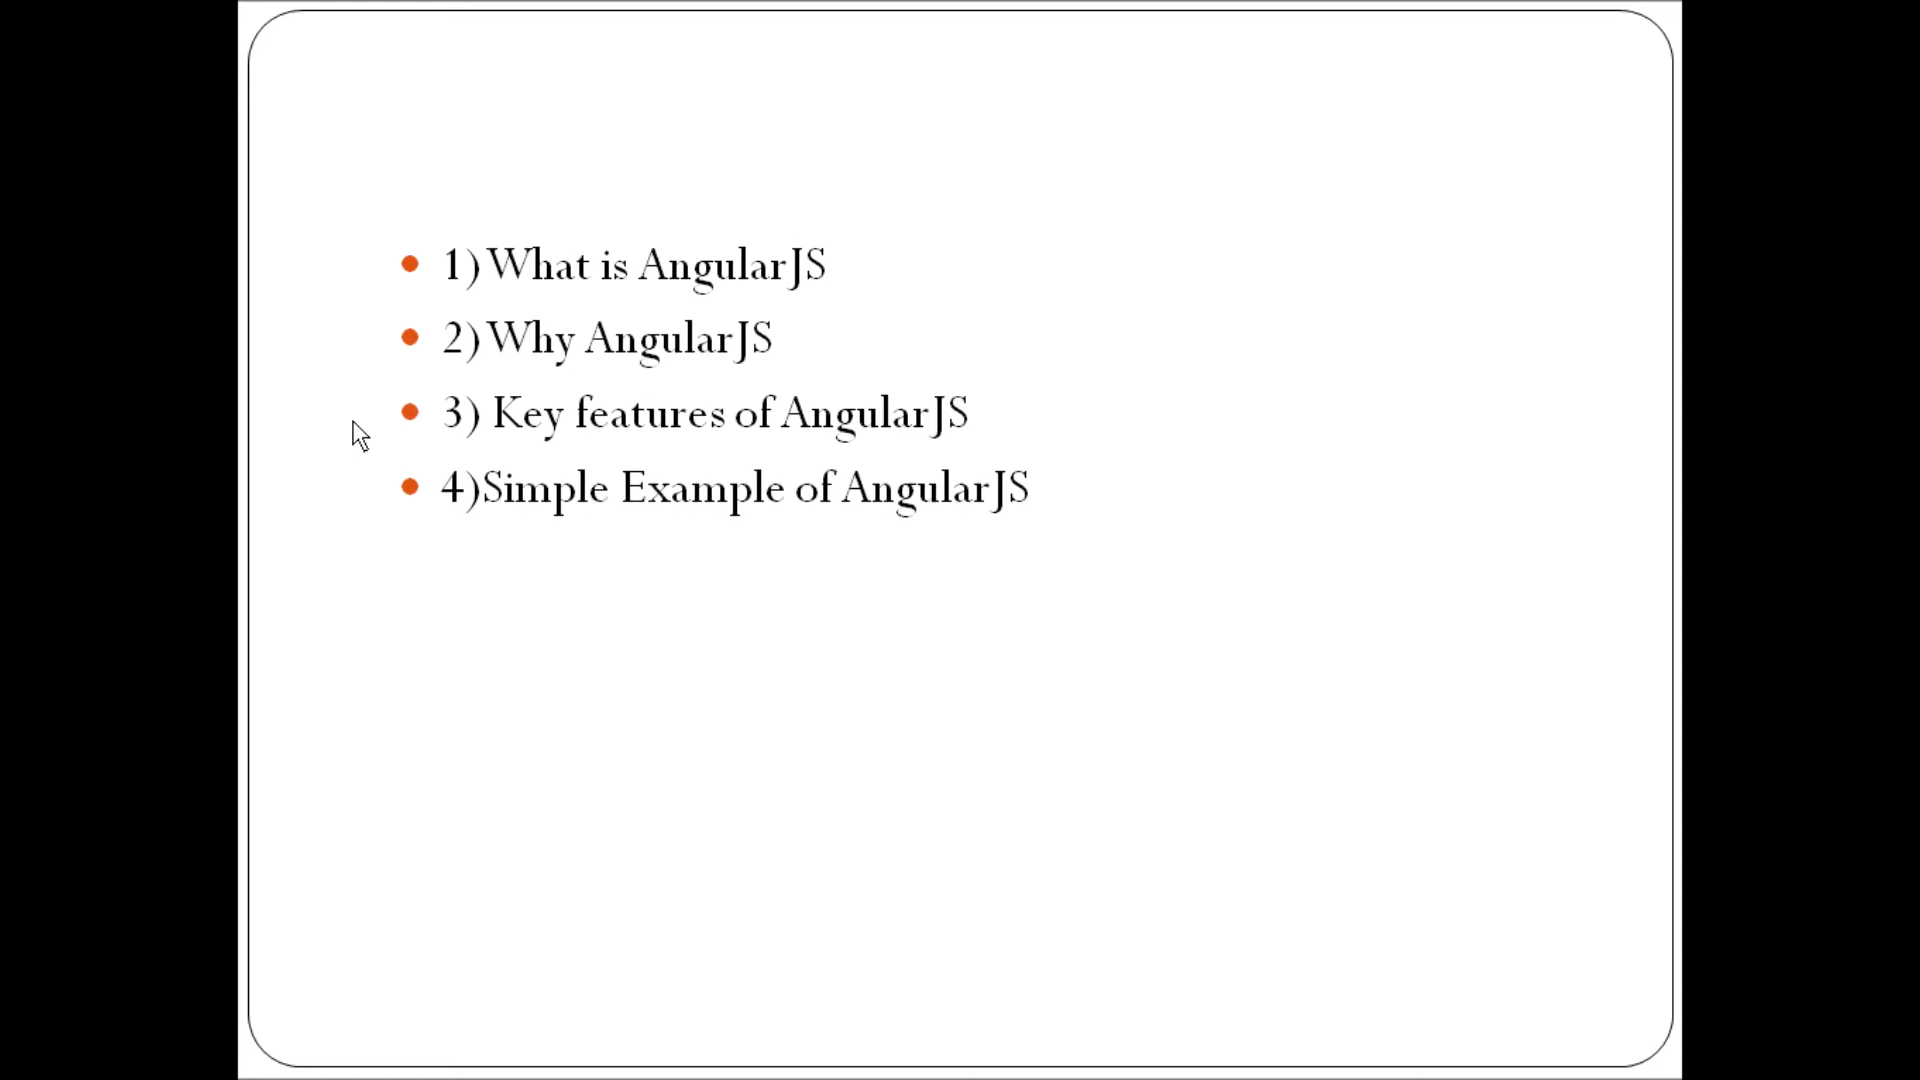 1) What is AngularJS
2) Why AngularJS
3) Key features of AngularJS
4)Simple Example of AngularJS